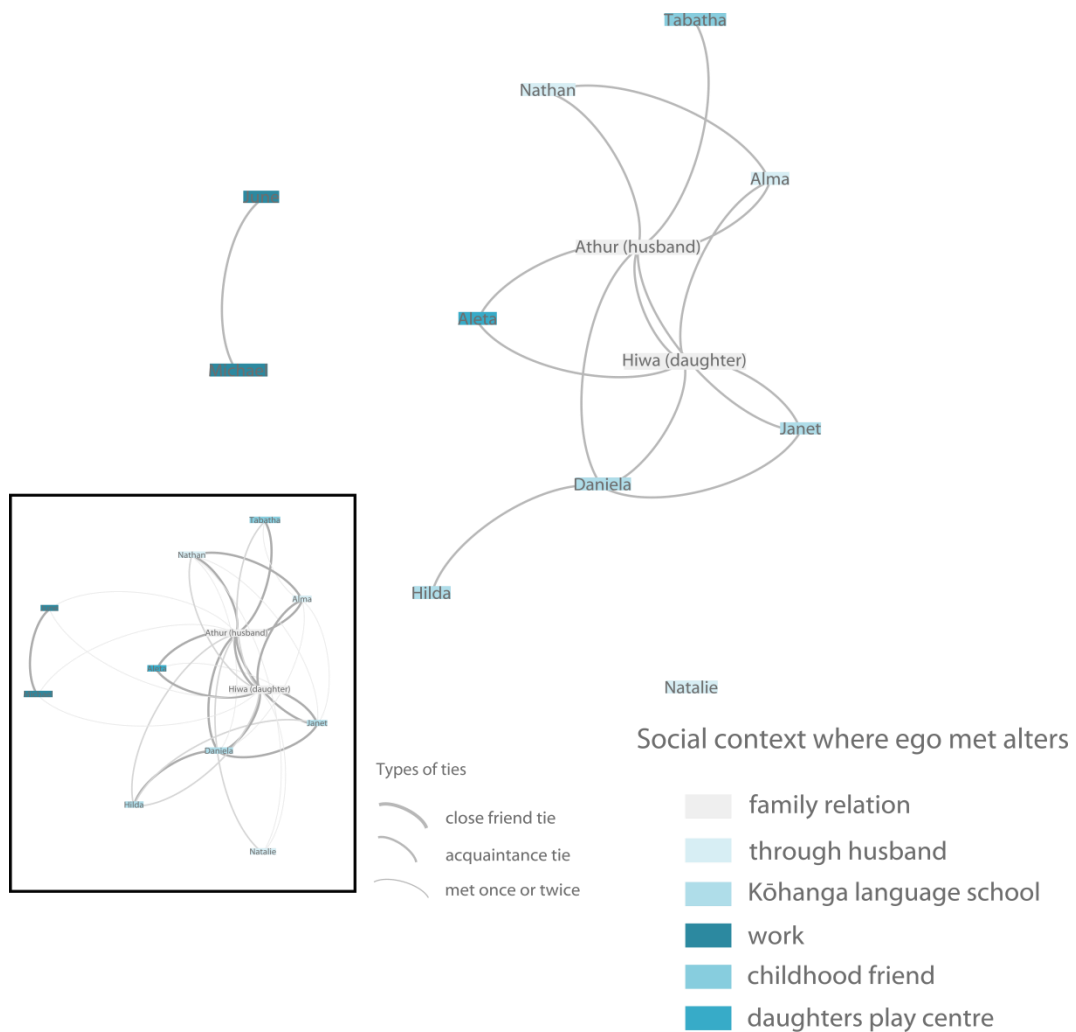 Tabatha
Nathan
Alma
Athur (husband)
Aleta
Hiwa (daughter)
Janet
Daniela
Hilda
Natalie
Tabatha
Nathan
Alma
Athur (husband)
Aleta
Hiwa (daughter)
Janet
Daniela
Hilda
Natalie
Types of ties
close friend tie
acquaintance tie
met once or twice
Social context where ego met alters
family relation
through husband
Kōhanga language school
work
childhood friend
daughters play centre